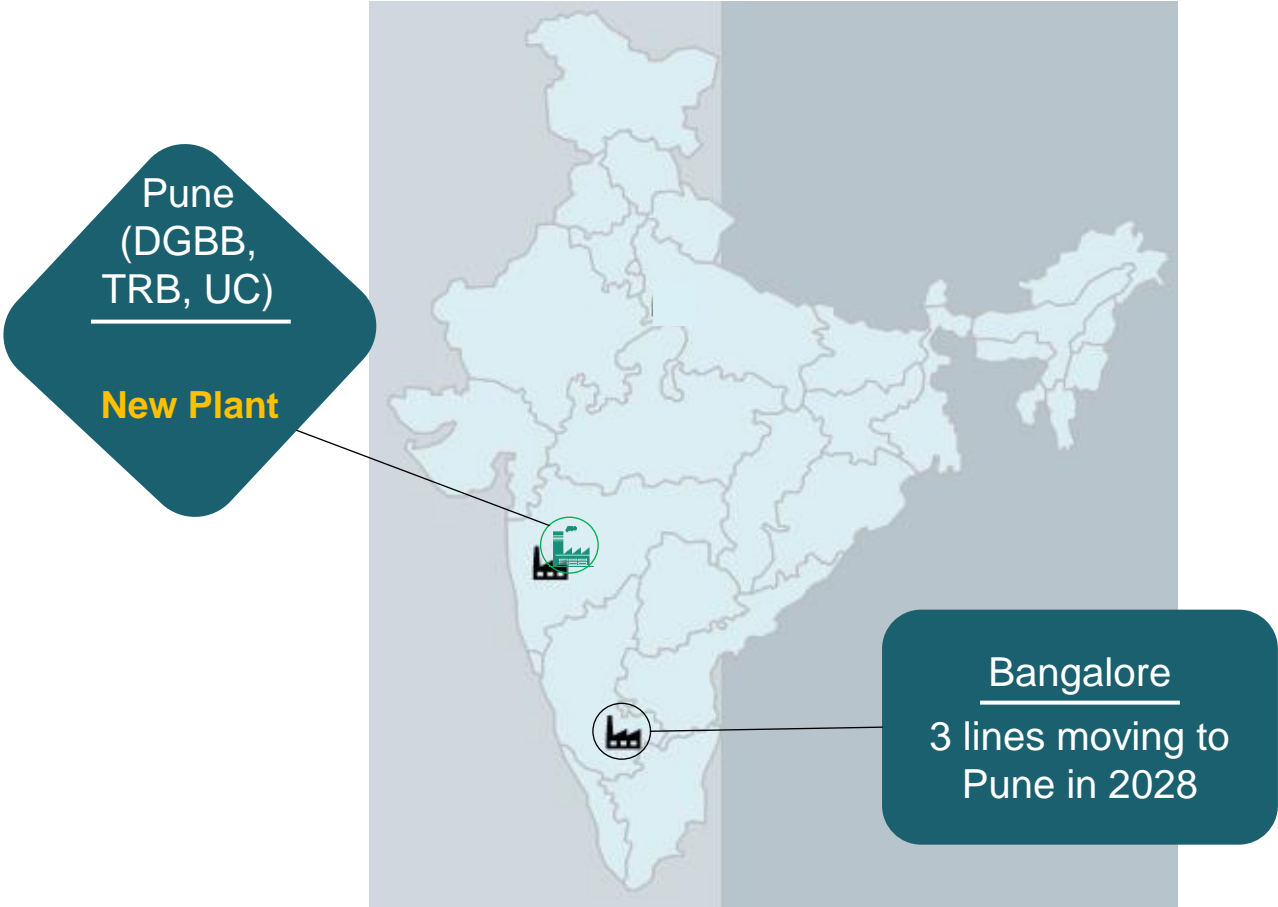 Pune
(DGBB,
TRB, UC)
New Plant
Bangalore
3 lines moving to
Pune in 2028